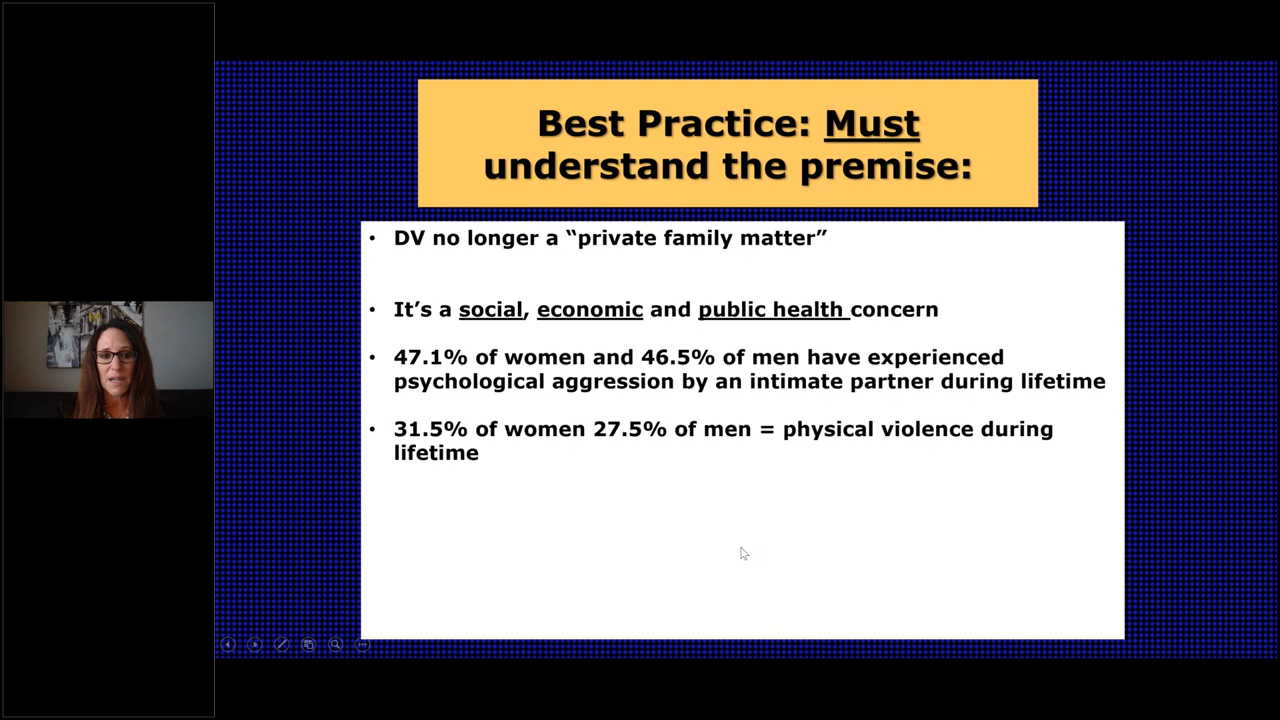 Best Practice: Must
understand the premise:
• DV no longer a “private family matter”
• It’s a social, economic and public health concern
• 47.1% of women and 46.5% of men have experienced
psychological aggression by an intimate partner during lifetime
• 31.5% of women 27.5% of men = physical violence during
lifetime